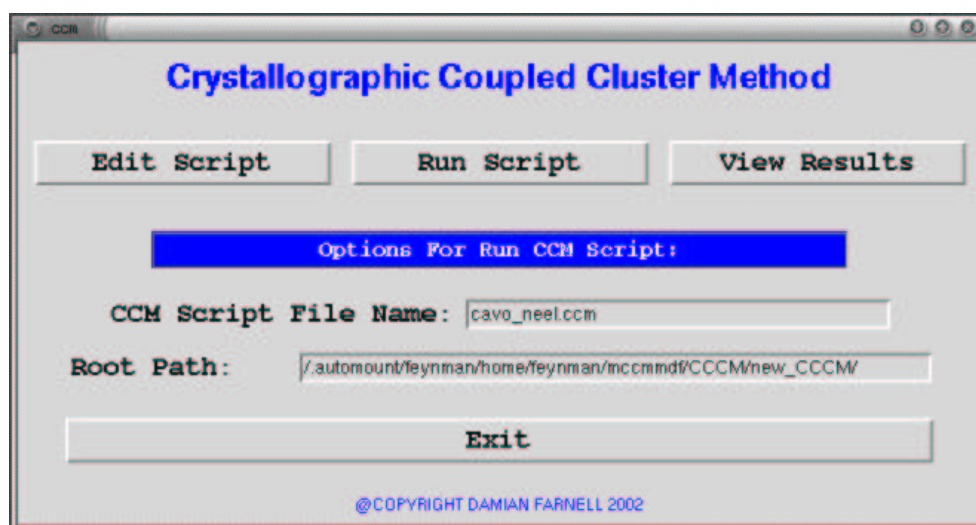 ccm
Crystallographic Coupled Cluster Method
Edit Script Run Script View Results
Options For Run CCM Script:
CCM Script File Name: cavo_neel.ccm
Root Path: /.automount/feynman/home/feynman/mccmmdf/CCCM/new_CCCM/
Exit
@COPYRIGHT DAMIAN FARNELL 2002